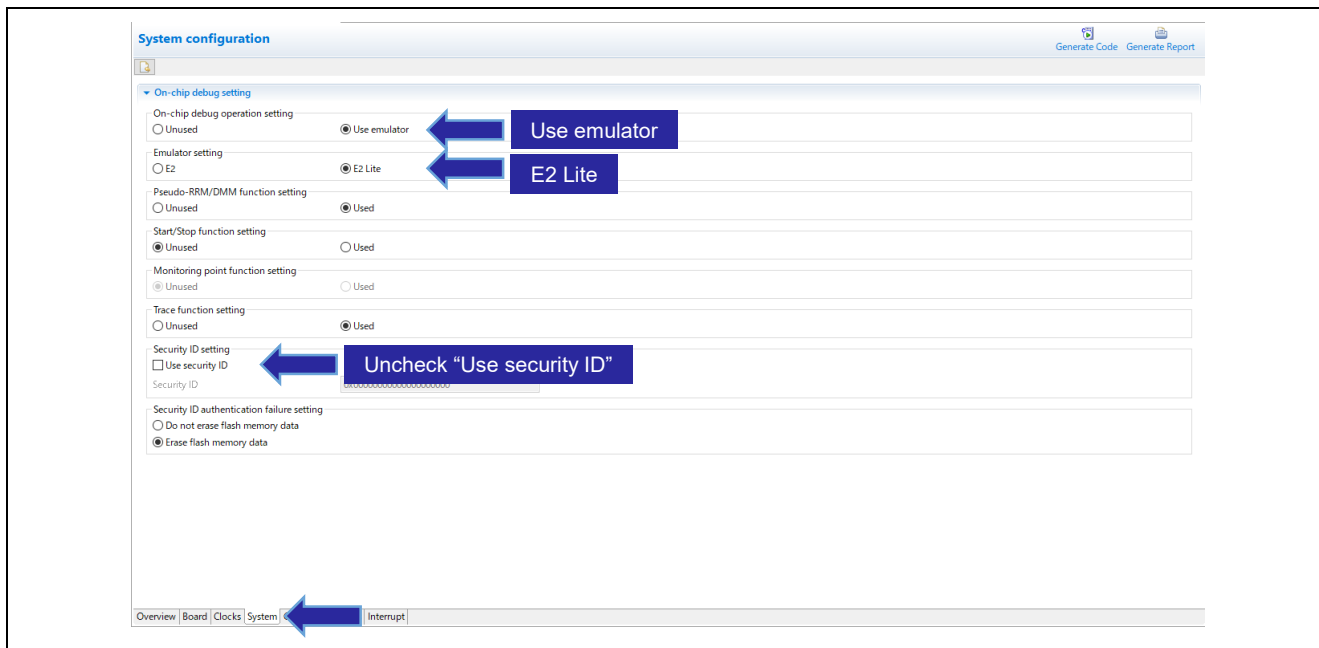 System configuration
Generate Code Generate Report
On-chip debug setting
On-chip debug operation setting
Unused Use emulator Use emulator
Emulator setting
E2 E2 Lite E2 Lite
Pseudo-RRM/DMM function setting
Unused Used
Start/Stop function setting
Unused Used
Monitoring point function setting
Unused Used
Trace function setting
Unused Used
Security ID setting
Use security ID Uncheck “Use security ID”
Security ID
Security ID authentication failure setting
Do not erase flash memory data
Erase flash memory data
Overview Board Clocks System Interrupt